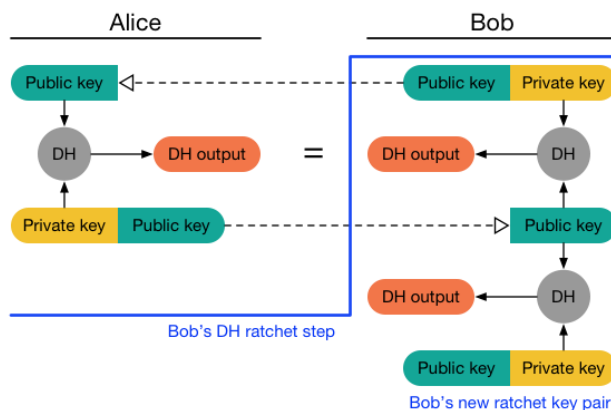 Alice
Bob
Public key
Public key Private key
DH
DH output
=
DH output
DH
Private key Public key
Public key
DH output
DH
Bob's DH ratchet step
Public key Private key
Bob's new ratchet key pair